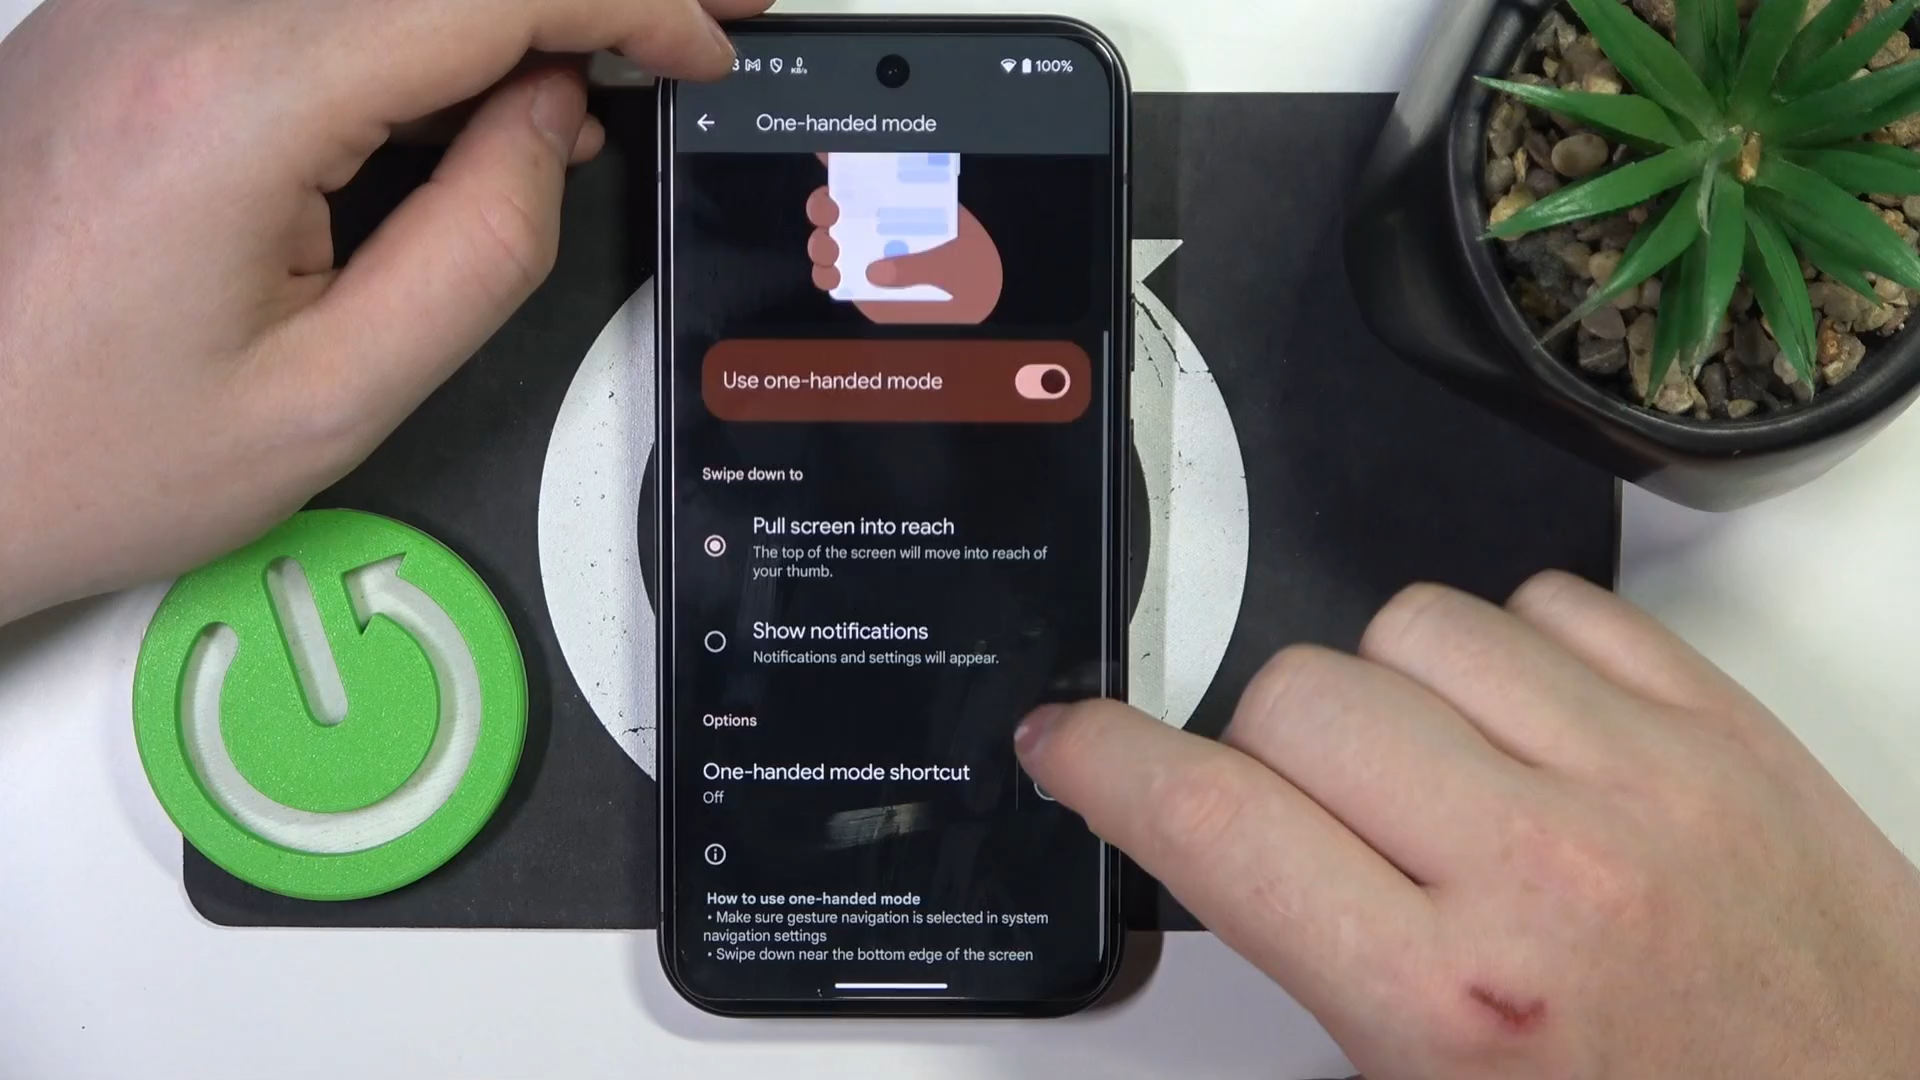 100%
One-handed mode
Use one-handed mode
Swipe down to
Pull screen into reach
The top of the screen will move into reach of
your thumb.
Show notifications
Notifications and settings will appear.
Options
One-handed mode shortcut
Off
How to use one-handed mode
• Make sure gesture navigation is selected in system
navigation settings
• Swipe down near the bottom edge of the screen